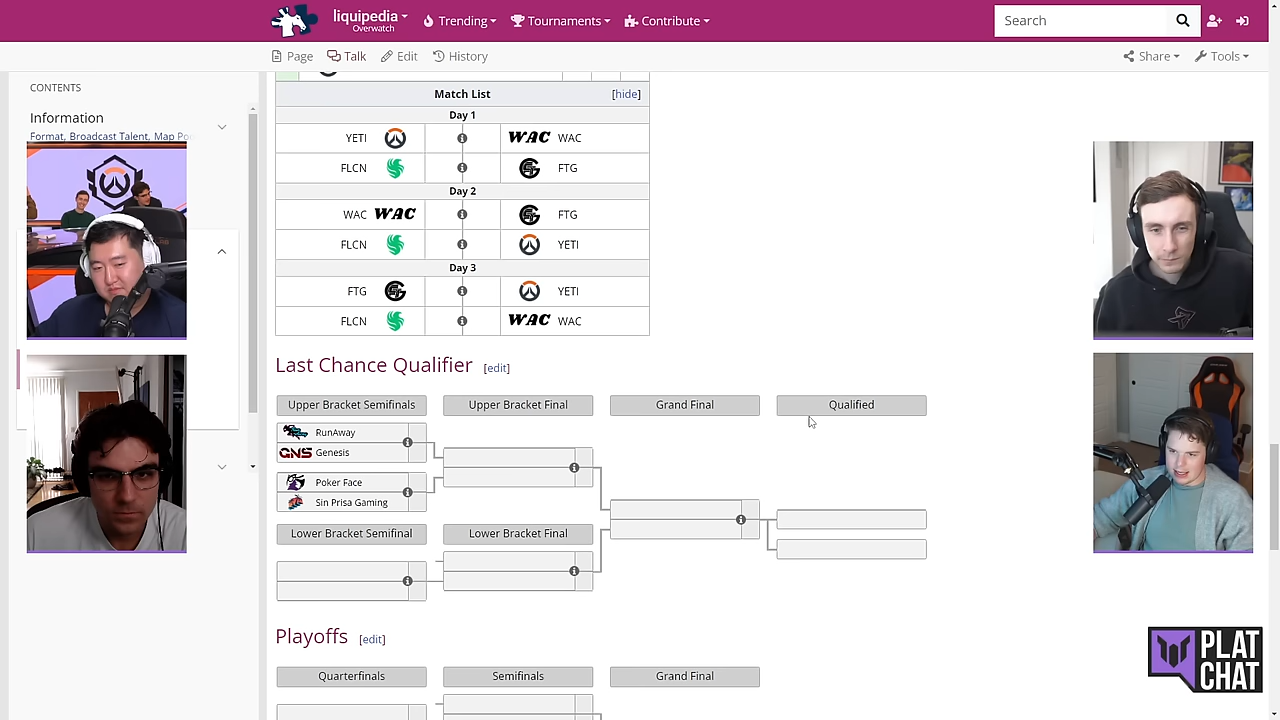 liquipedia
Overwatch
Trending
Tournaments
Contribute
Search
Page
Talk
Edit
History
Share
Tools
CONTENTS
Information
Format, Broadcast Talent, Map Po
Match List
[hide]
Day 1
YETI
WAC WAC
FLCN
FTG
Day 2
WAC WAC
FTG
FLCN
YETI
Day 3
FTG
YETI
FLCN
WAC WAC
Last Chance Qualifier [edit]
Upper Bracket Semifinals
Upper Bracket Final
Grand Final
Qualified
RunAway
GNS Genesis
Poker Face
Sin Prisa Gaming
Lower Bracket Semifinal
Lower Bracket Final
Playoffs [edit]
Quarterfinals
Semifinals
Grand Final
PLAT
CHAT